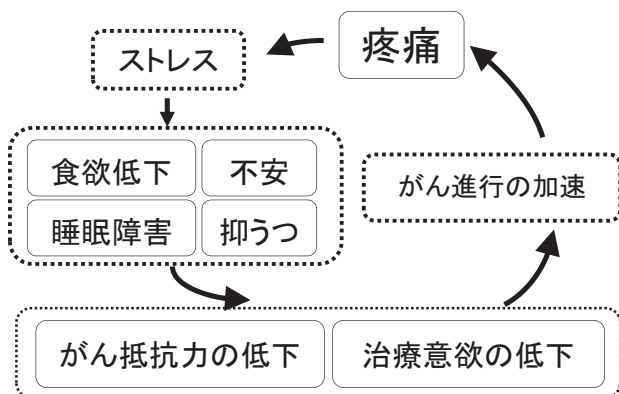 疼痛
ストレス
食欲低下
不安
睡眠障害
抑うつ
がん進行の加速
がん抵抗力の低下
治療意欲の低下